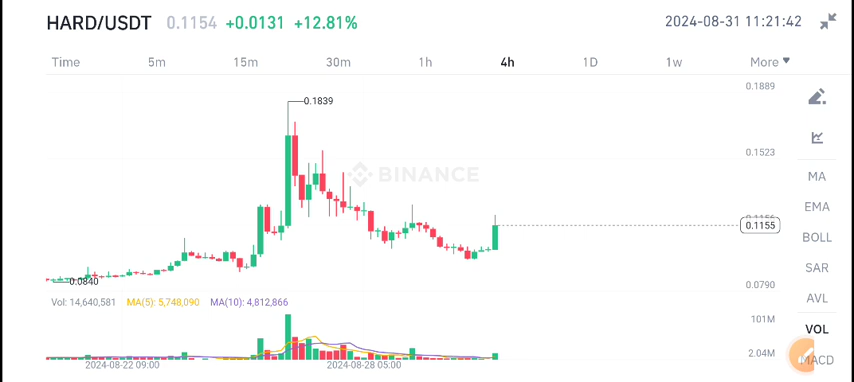 HARD/USDT 0.1154 +0.0131 +12.81% 2024-08-31 11:21:42
Time 5m 15m 30m 1h 4h 1D 1w More
0.1889
0.1839
0.1523
BINANCE
MA
EMA
0.1155
BOLL
SAR
0.0840
0.0790
AVL
Vol: 14,640,581 MA(5): 5,748,090 MA(10): 4,812,866
101M
VOL
2.04M
MACD
2024-08-22 09:00 2024-08-28 05:00